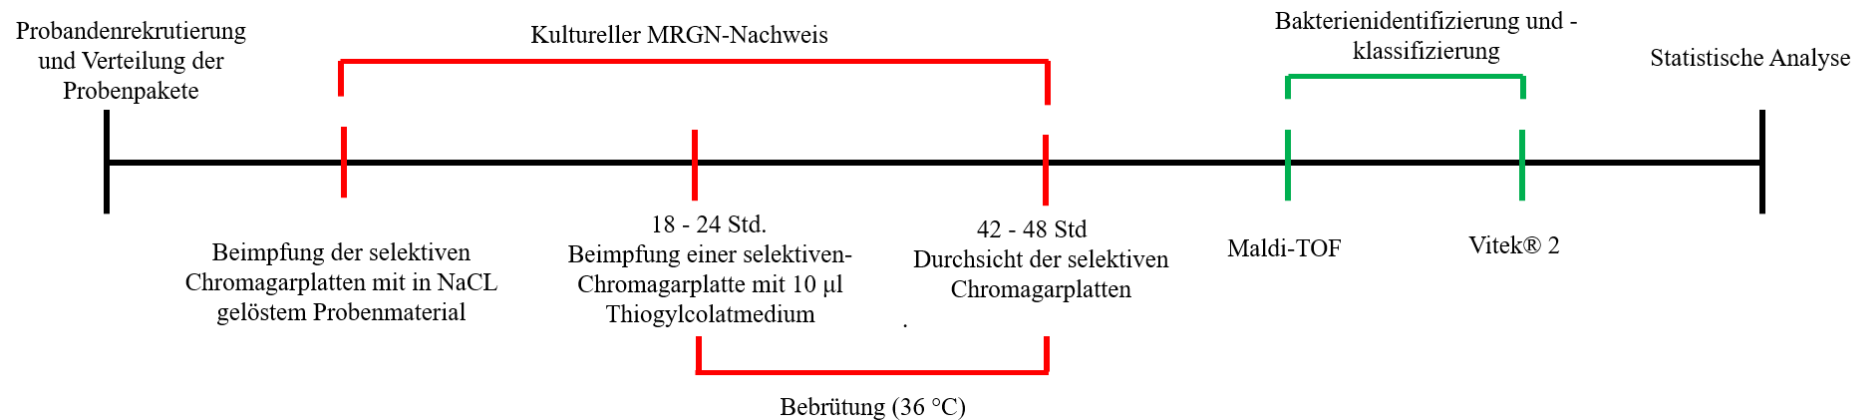 Probandenrekrutierung
und Verteilung der
Probenpakete
Kultureller MRGN-Nachweis
Bakterienidentifizierung und -
klassifizierung
Statistische Analyse
Beimpfung der selektiven
Chromagarplatten mit in NaCL
gelöstem Probenmaterial
18 - 24 Std.
Beimpfung einer selektiven-
Chromagarplatte mit 10 µl
Thiogylcolatmedium
.
42 - 48 Std
Durchsicht der selektiven
Chromagarplatten
Maldi-TOF
Vitek® 2
Bebrütung (36 °C)